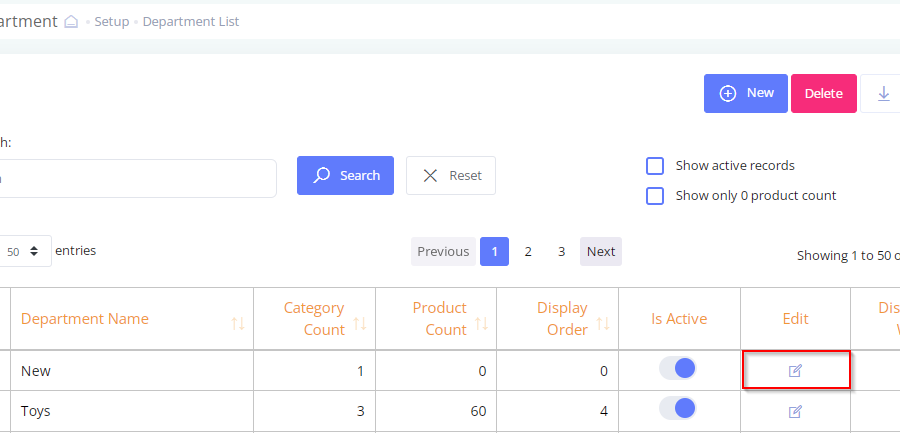 artment Setup Department List
New Delete
h:
Search Reset
Show active records
Show only 0 product count
50 entries
Previous 1 2 3 Next
Showing 1 to 50 o
Department Name Category Count Product Count Display Order Is Active Edit Dis
New 1 0 0
Toys 3 60 4